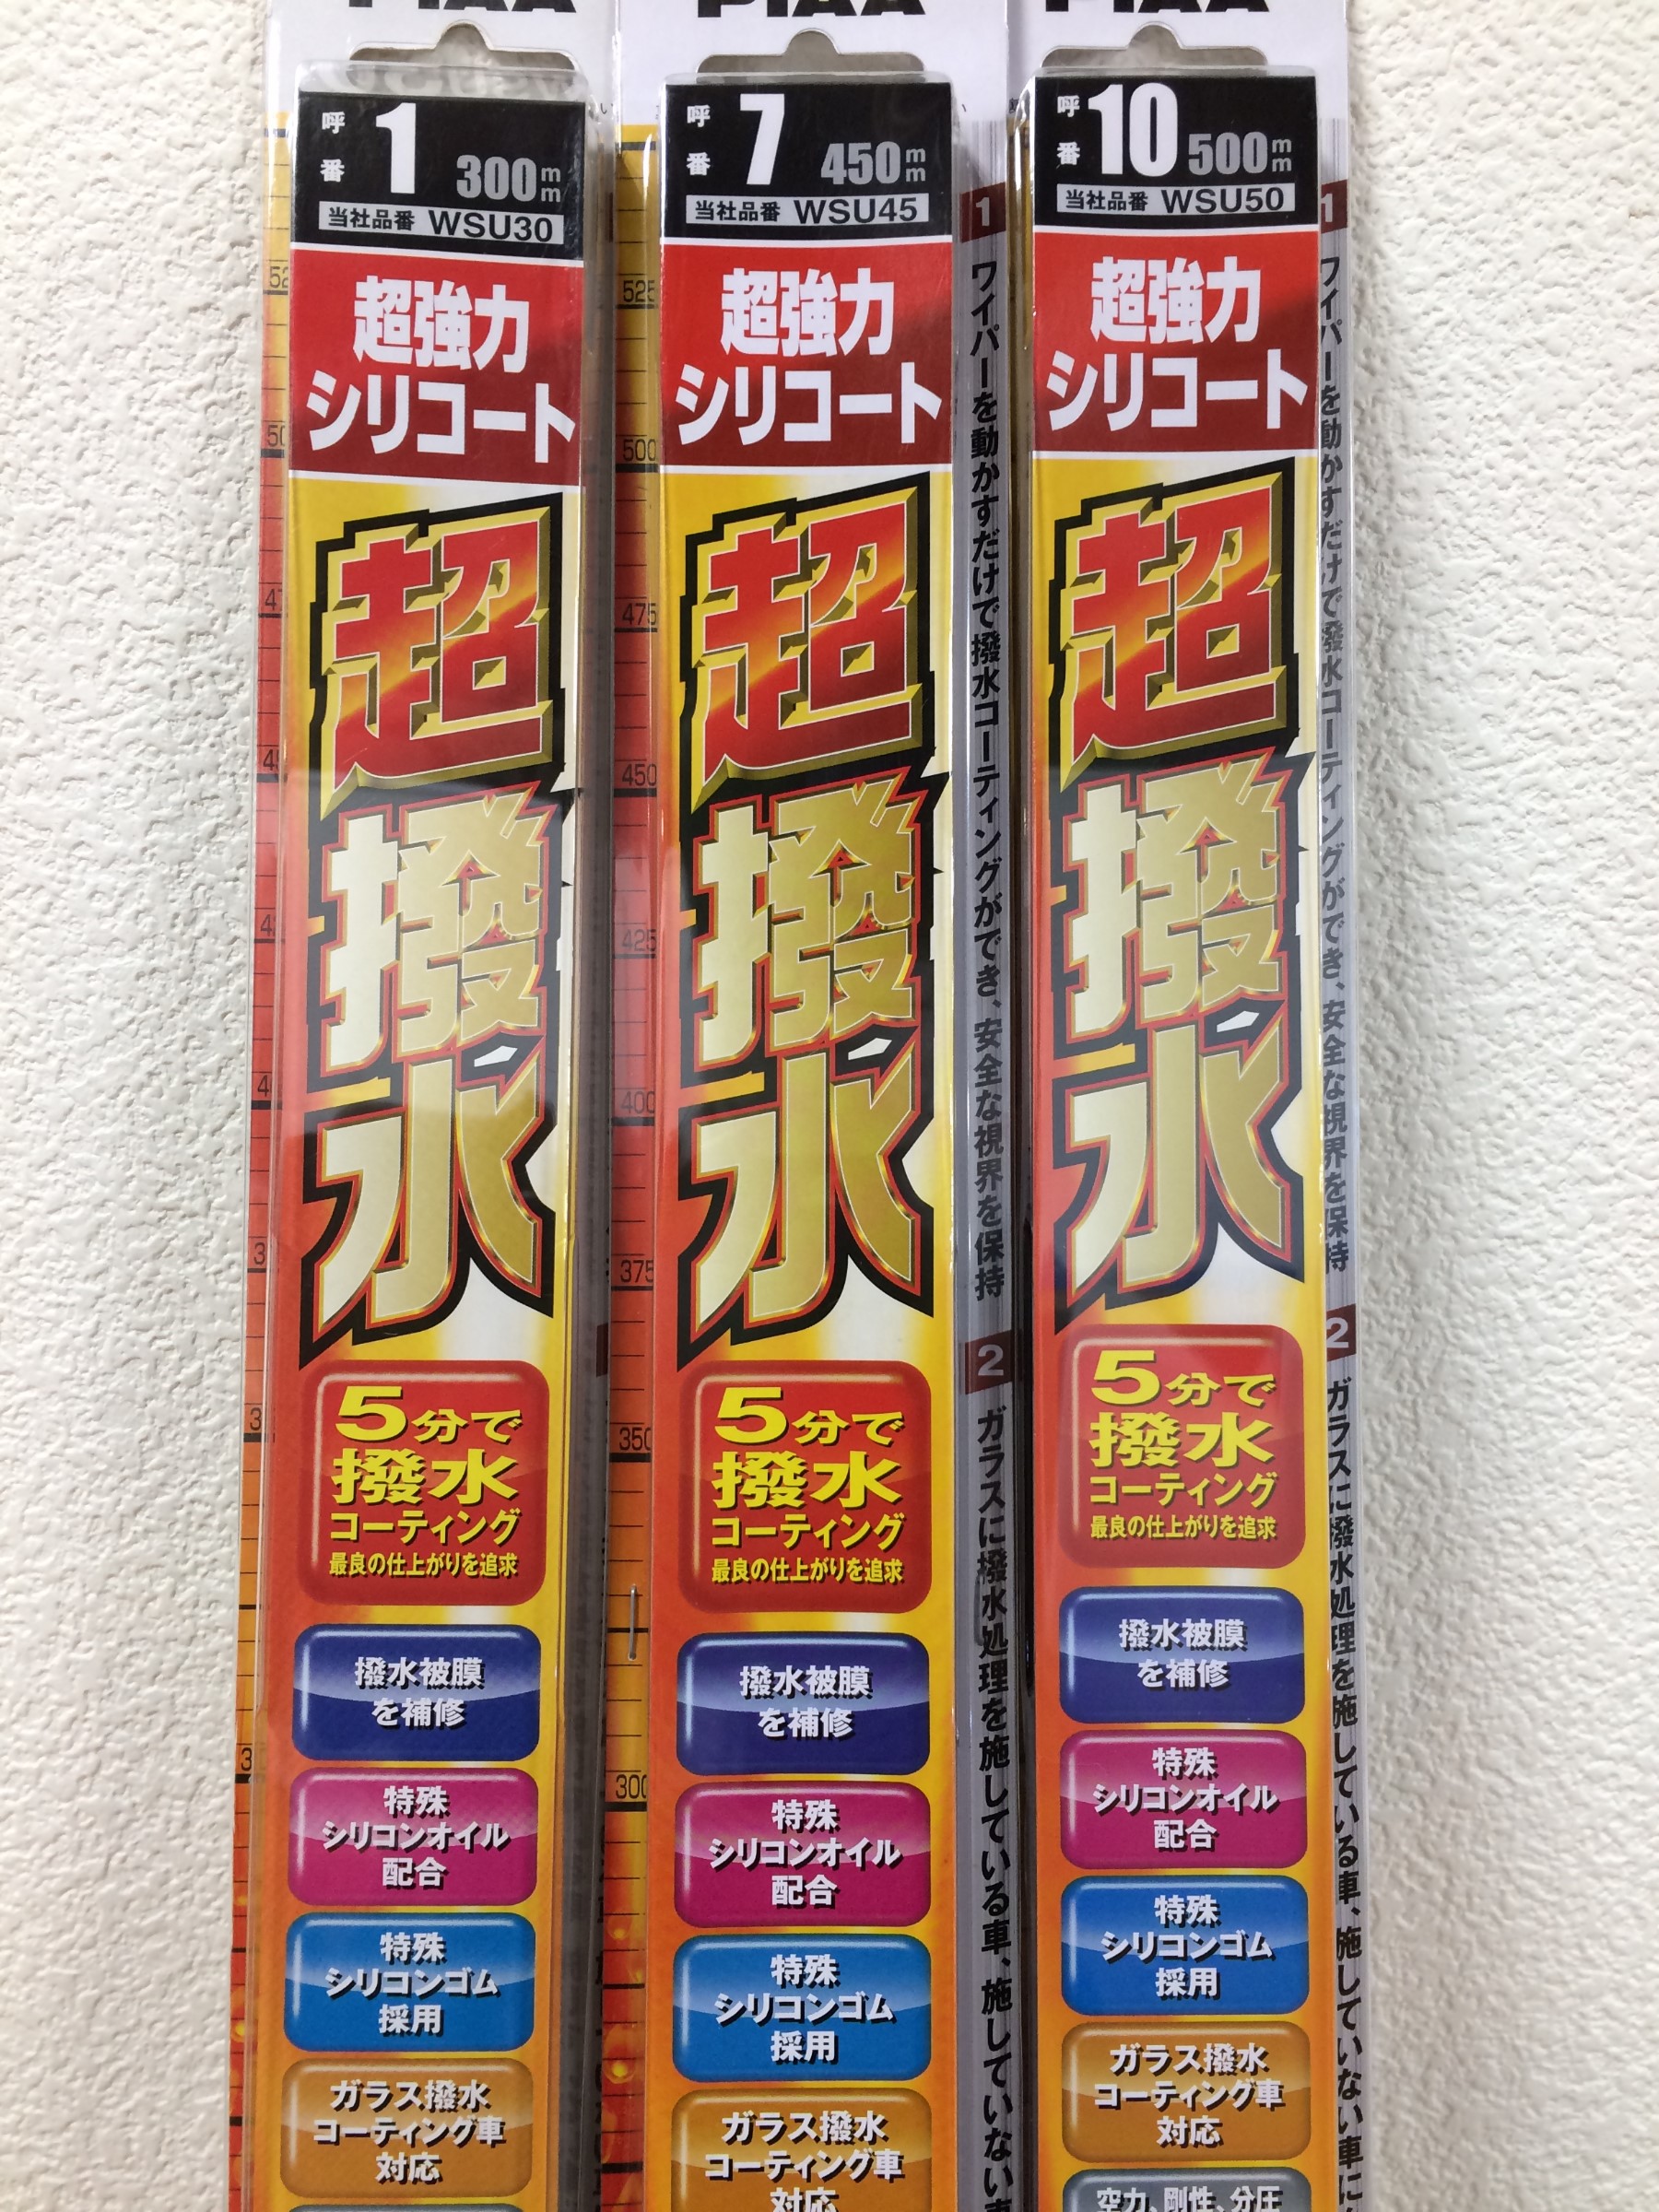 呼番 1 300mm
当社品番 WSU30
超強力
シリコート
超
撥
水
5分で
撥水
コーティング
最良の仕上がりを追求
撥水被膜
を補修
特殊
シリコンオイル
配合
特殊
シリコンゴム
採用
ガラス撥水
コーティング車
対応
525
500
475
450
425
400
375
350
300
呼番 7 450mm
当社品番 WSU45
超強力
シリコート
超
撥
水
5分で
撥水
コーティング
最良の仕上がりを追求
撥水被膜
を補修
特殊
シリコンオイル
配合
特殊
シリコンゴム
採用
ガラス撥水
コーティング車
対応
1 ワイパーを動かすだけで撥水コーティングができ、安全な視界を保持
2 ガラスに撥水処理を施している車、施していない車
呼番 10 500mm
当社品番 WSU50
超強力
シリコート
超
撥
水
5分で
撥水
コーティング
最良の仕上がりを追求
撥水被膜
を補修
特殊
シリコンオイル
配合
特殊
シリコンゴム
採用
ガラス撥水
コーティング車
対応
空力、剛性、分圧
1 ワイパーを動かすだけで撥水コーティングができ、安全な視界を保持
2 ガラスに撥水処理を施している車、施していない車に